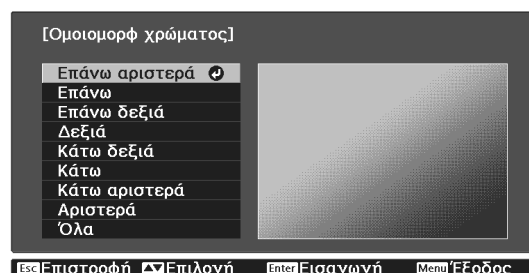 [Ομοιομορφ χρώματος]
Επάνω αριστερά
Επάνω
Επάνω δεξιά
Δεξιά
Κάτω δεξιά
Κάτω
Κάτω αριστερά
Αριστερά
Όλα
Esc Επιστροφή Επιλογή Enter Εισαγωγή Menu Έξοδος